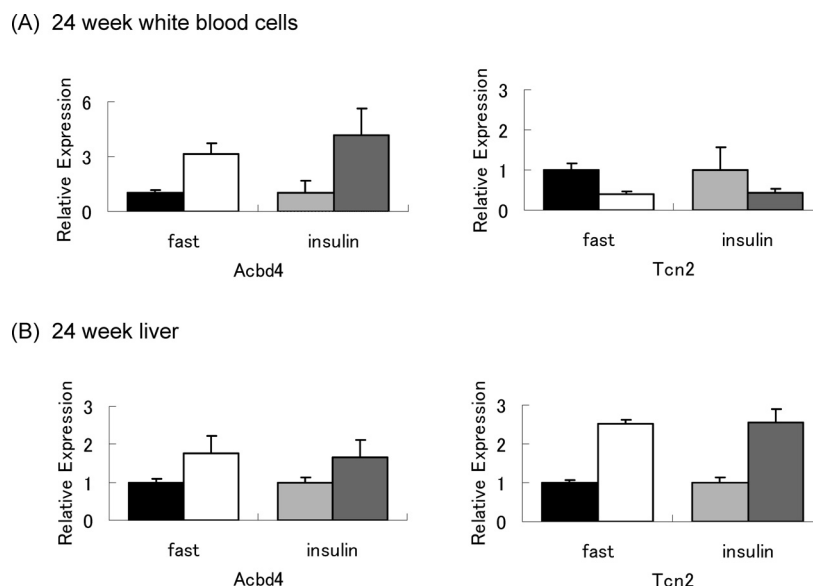 (A) 24 week white blood cells
Relative Expression
6
3
0
fast
insulin
Acbd4
Relative Expression
3
2
1
0
fast
insulin
Tcn2
(B) 24 week liver
Relative Expression
3
2
1
0
fast
insulin
Acbd4
Relative Expression
3
2
1
0
fast
insulin
Tcn2